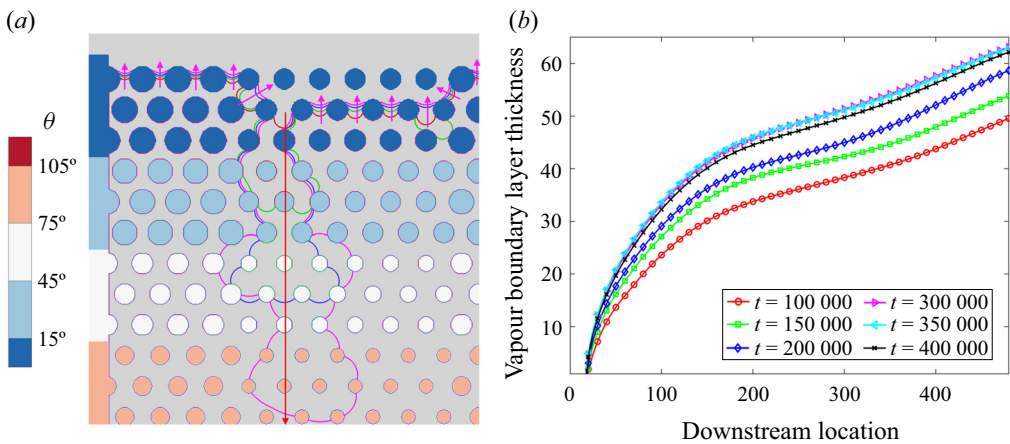 (a)
θ
105º
75º
45º
15º
(b)
Vapour boundary layer thickness
60
50
40
30
20
10
0 100 200 300 400
Downstream location
t = 100 000
t = 150 000
t = 200 000
t = 300 000
t = 350 000
t = 400 000